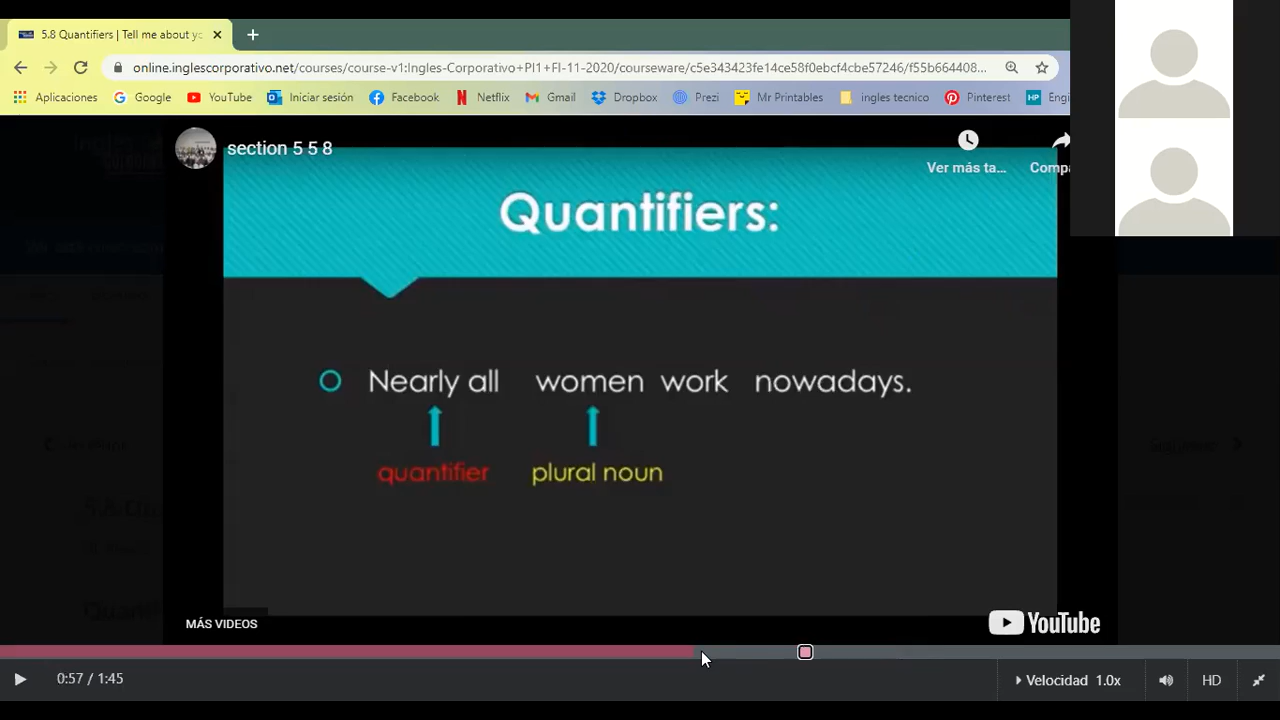 5.8 Quantifiers | Tell me about yo
online.inglescorporativo.net/courses/course-v1:Ingles-Corporativo+PI1+FI-11-2020/courseware/c5e343423fe14ce58f0ebcf4cbe57246/f55b664408...
Aplicaciones Google YouTube Iniciar sesión Facebook Netflix Gmail Dropbox Prezi Mr Printables ingles tecnico Pinterest HP Engl
section 5 5 8
Ver más ta... Compa
Quantifiers:
Nearly all women work nowadays.
quantifier plural noun
MÁS VIDEOS
YouTube
0:57 / 1:45
Velocidad 1.0x HD